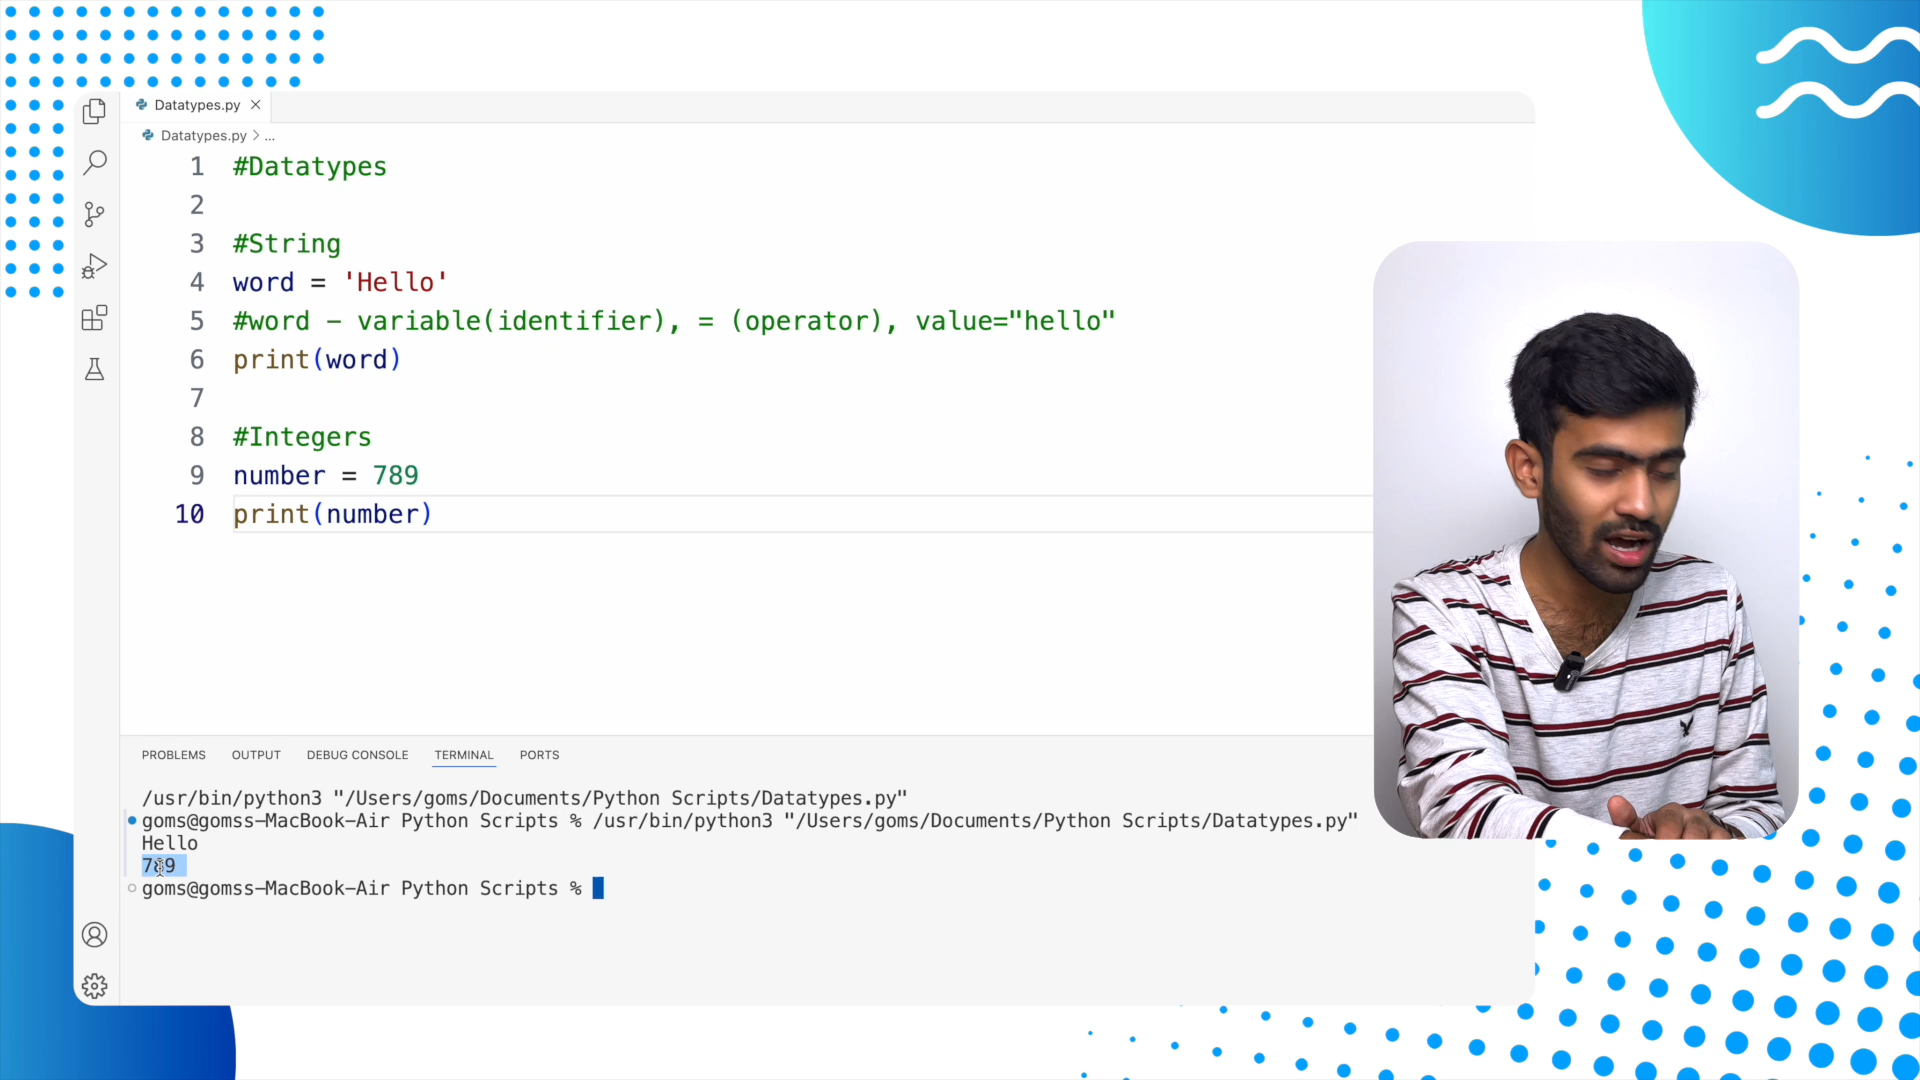 Datatypes.py
Datatypes.py > ...
1 #Datatypes
2
3 #String
4 word = 'Hello'
5 #word - variable(identifier), = (operator), value="hello"
6 print(word)
7
8 #Integers
9 number = 789
10 print(number)
PROBLEMS OUTPUT DEBUG CONSOLE TERMINAL PORTS
/usr/bin/python3 "/Users/goms/Documents/Python Scripts/Datatypes.py"
goms@gomss-MacBook-Air Python Scripts % /usr/bin/python3 "/Users/goms/Documents/Python Scripts/Datatypes.py"
Hello
789
goms@gomss-MacBook-Air Python Scripts %